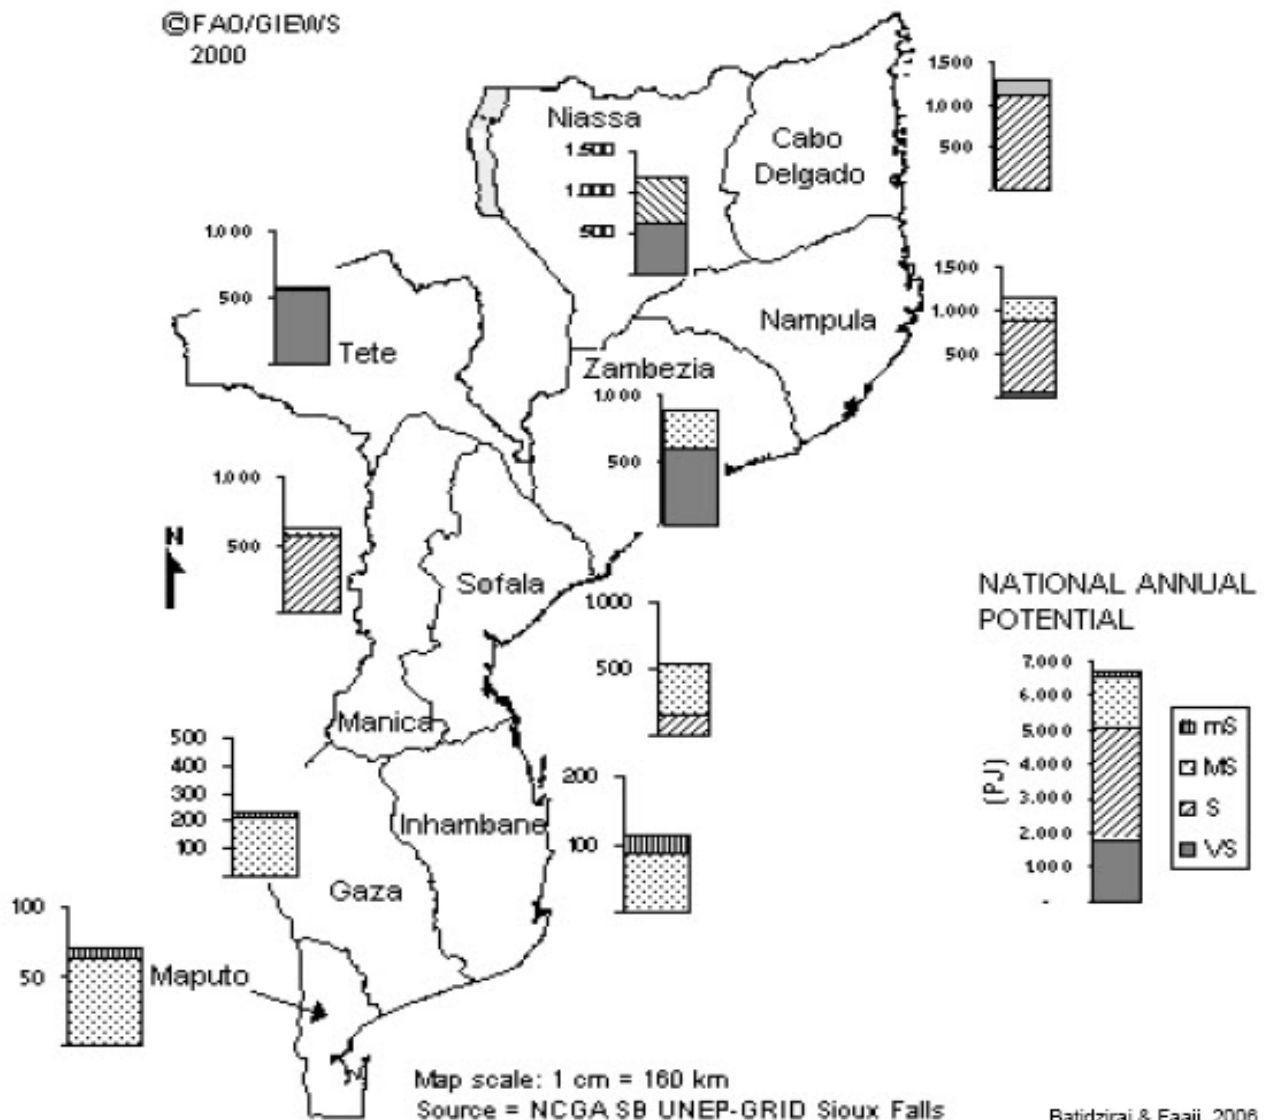 ©FAO/GIEWS
2000
Niassa
1.500
1.000
500
Cabo
Delgado
1.500
1.000
500
1.000
500
Tete
Nampula
1.500
1.000
500
Zambezia
1.000
500
1.000
500
N
Sofala
1000
500
NATIONAL ANNUAL
POTENTIAL
(PJ)
7.000
6.000
5.000
4.000
3.000
2.000
1000
-
mS
MS
S
VS
Manica
500
400
300
200
100
Inhambane
200
100
Gaza
100
50
Maputo
Map scale: 1 cm = 160 km
Source = NCGA SB UNEP-GRID Sioux Falls
Batidzirai & Faaij, 2006